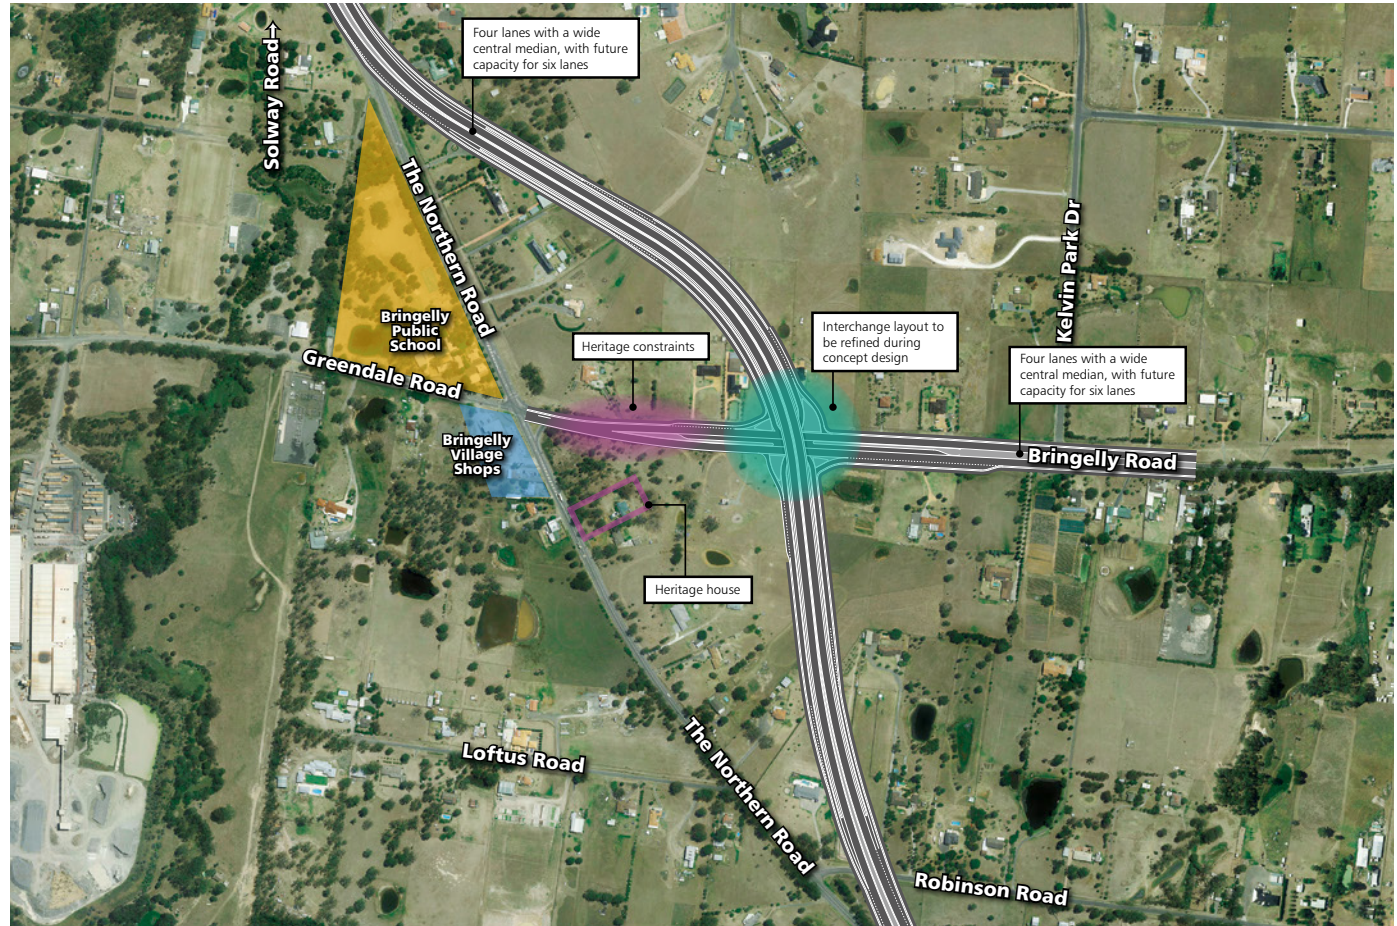 Four lanes with a wide
central median, with future
capacity for six lanes
Solway Road→
The Northern Road
Kelvin Park Dr
Bringelly
Public
School
Interchange layout to
be refined during
concept design
Heritage constraints
Four lanes with a wide
central median, with future
capacity for six lanes
Greendale Road
Bringelly
Village
Shops
Bringelly Road
Heritage house
Loftus Road
The Northern Road
Robinson Road